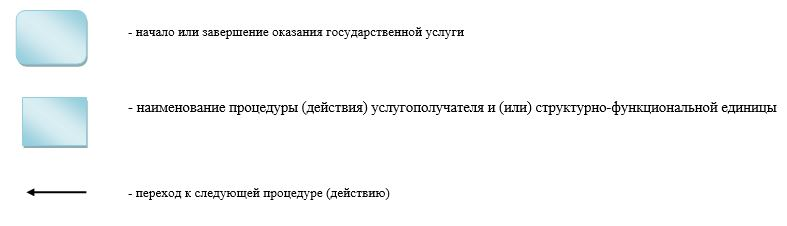 - начало или завершение оказания государственной услуги
- наименование процедуры (действия) услугополучателя и (или) структурно-функциональной единицы
- переход к следующей процедуре (действию)